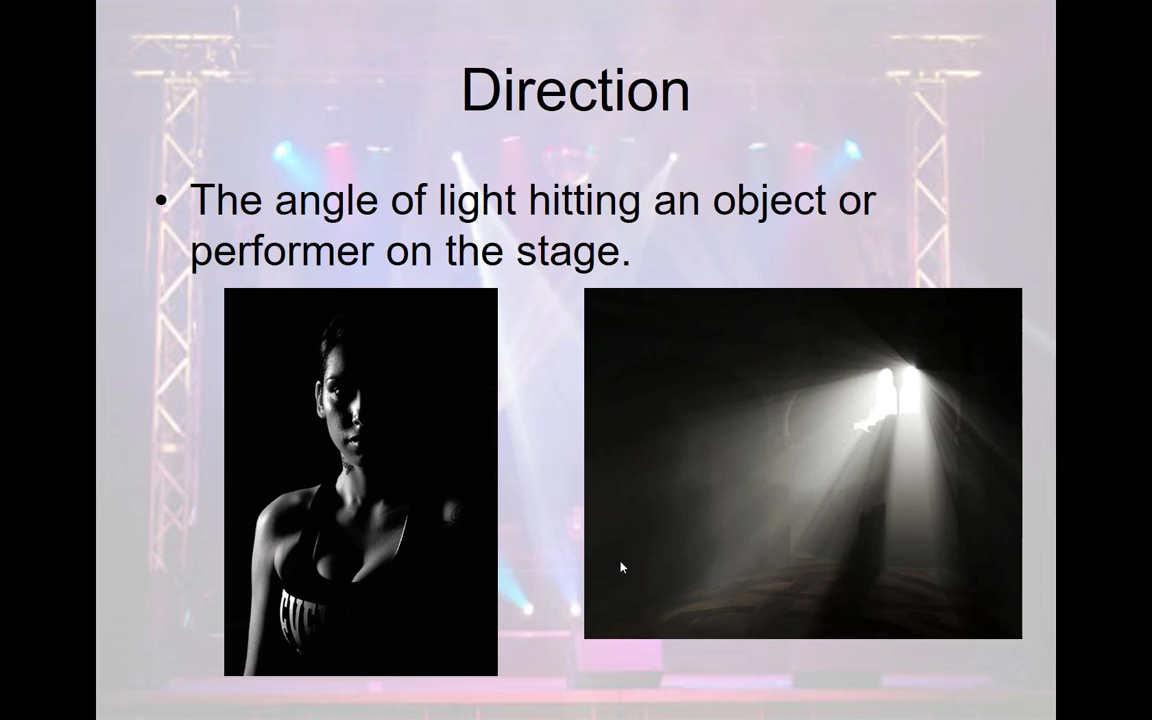 Direction
• The angle of light hitting an object or
performer on the stage.